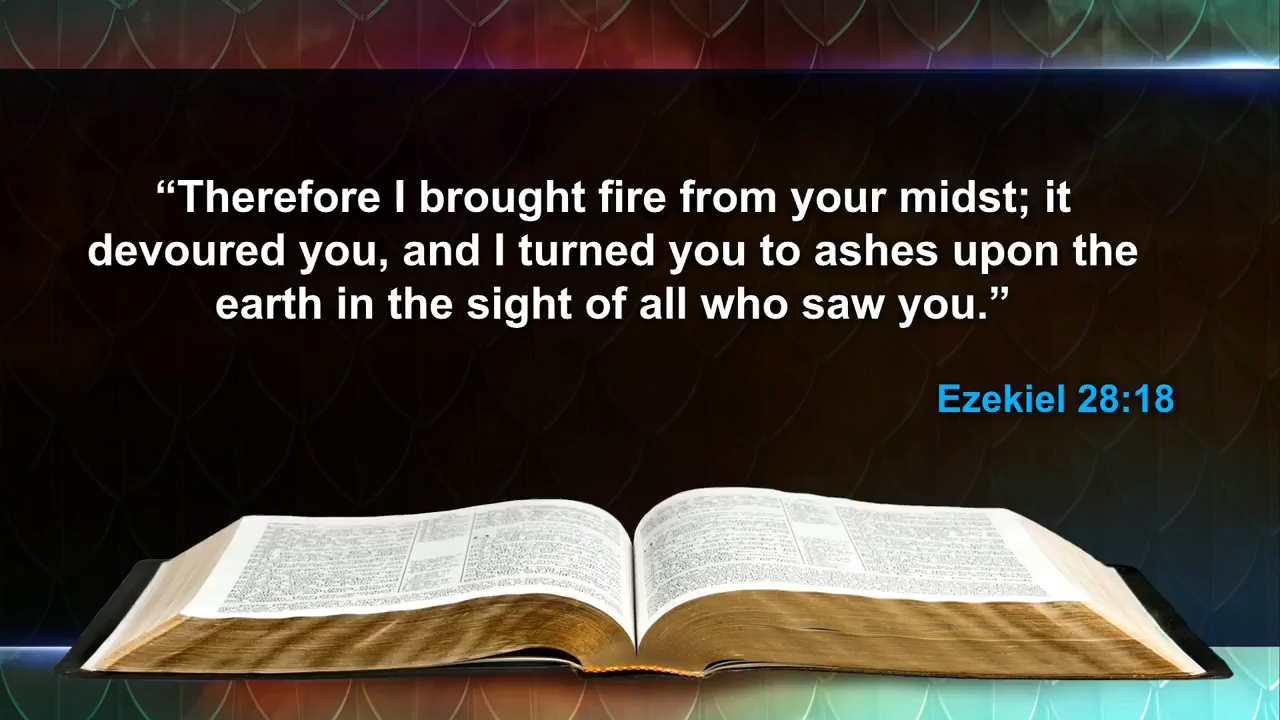 “Therefore I brought fire from your midst; it
devoured you, and I turned you to ashes upon the
earth in the sight of all who saw you.”
Ezekiel 28:18